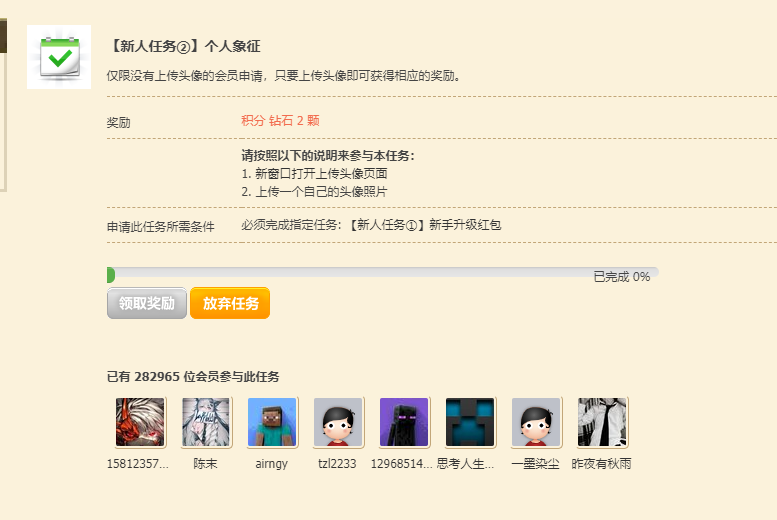 【新人任务②】个人象征
仅限没有上传头像的会员申请，只要上传头像即可获得相应的奖励。
奖励
积分 钻石 2 颗
请按照以下的说明来参与本任务：
1. 新窗口打开上传头像页面
2. 上传一个自己的头像照片
申请此任务所需条件
必须完成指定任务：【新人任务①】新手升级红包
已完成 0%
领取奖励 放弃任务
已有 282965 位会员参与此任务
15812357... 陈末 airngy tzl2233 12968514... 思考人生... 一墨染尘 昨夜有秋雨